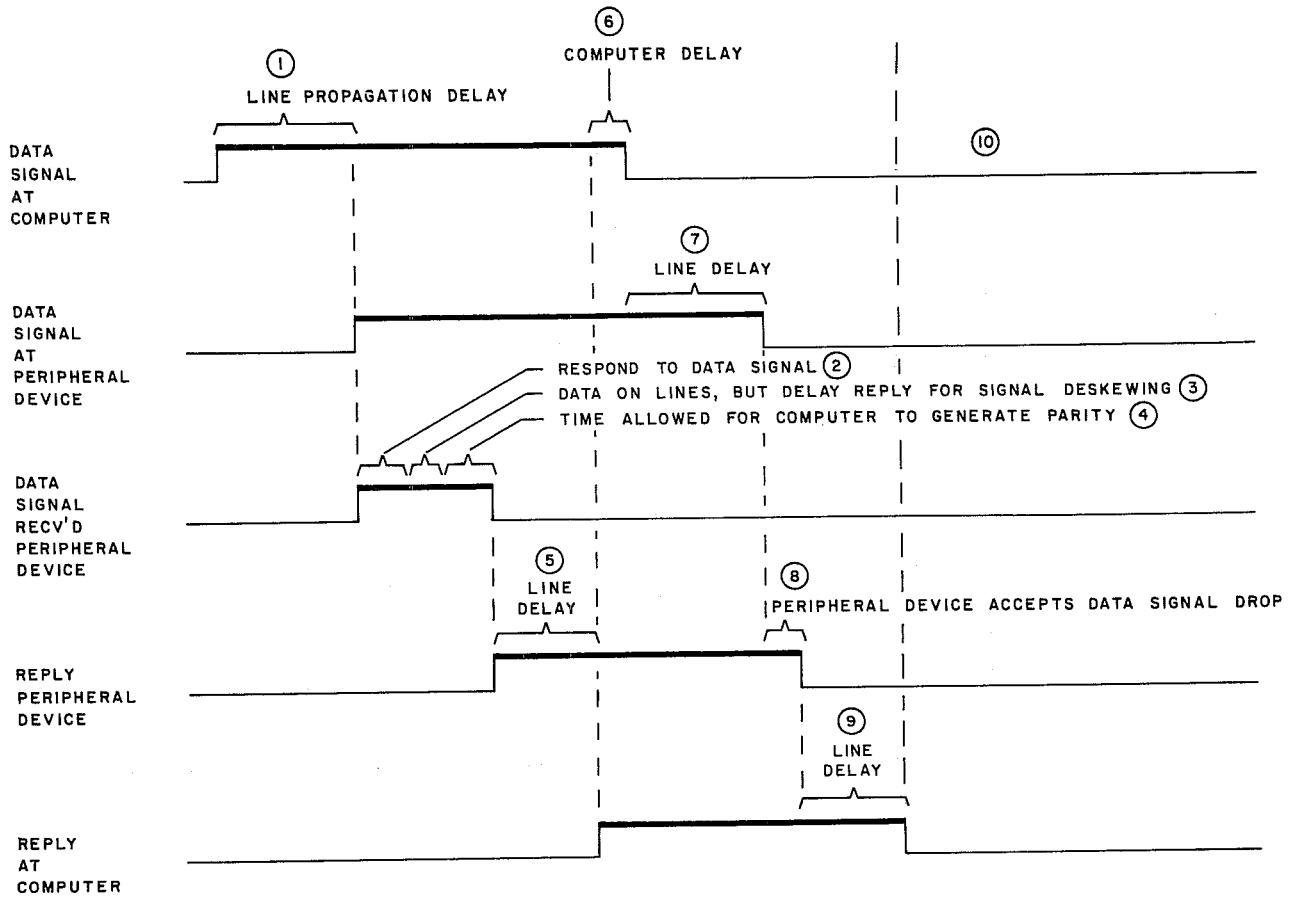 6
COMPUTER DELAY
1
LINE PROPAGATION DELAY
DATA
SIGNAL
AT
COMPUTER
10
7
LINE DELAY
DATA
SIGNAL
AT
PERIPHERAL
DEVICE
RESPOND TO DATA SIGNAL 2
DATA ON LINES, BUT DELAY REPLY FOR SIGNAL DESKEWING 3
TIME ALLOWED FOR COMPUTER TO GENERATE PARITY 4
DATA
SIGNAL
RECV'D
PERIPHERAL
DEVICE
5
LINE
DELAY
8
PERIPHERAL DEVICE ACCEPTS DATA SIGNAL DROP
REPLY
PERIPHERAL
DEVICE
9
LINE
DELAY
REPLY
AT
COMPUTER